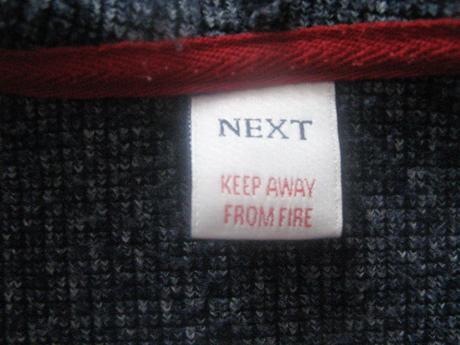 NEXT
KEEP AWAY
FROM FIRE